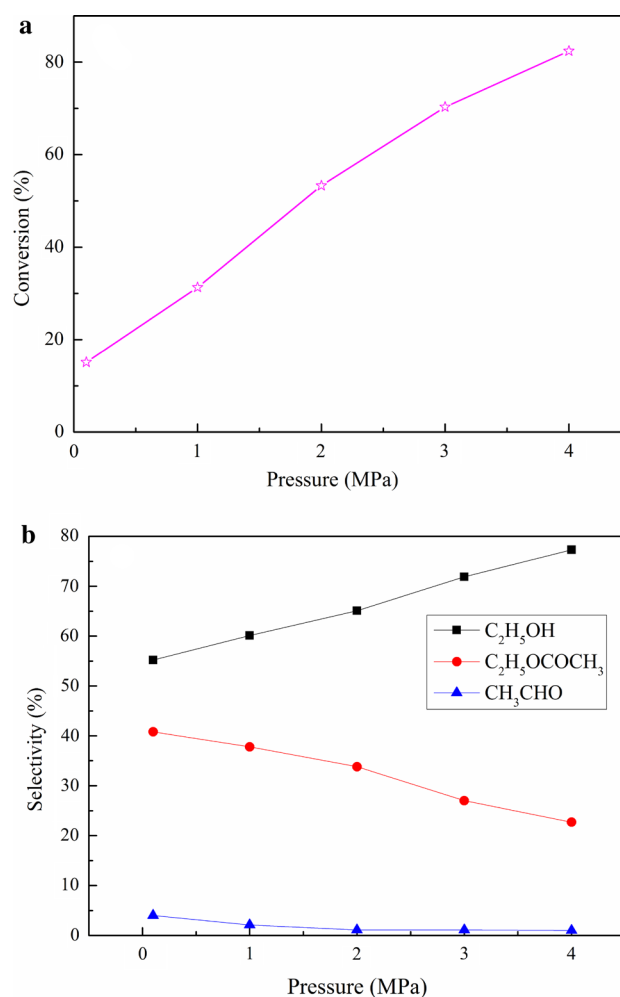 a
80
60
40
20
0
Conversion (%)
0 1 2 3 4
Pressure (MPa)
b
80
70
60
50
40
30
20
10
0
Selectivity (%)
C₂H₅OH
C₂H₅OCOCH₃
CH₃CHO
0 1 2 3 4
Pressure (MPa)